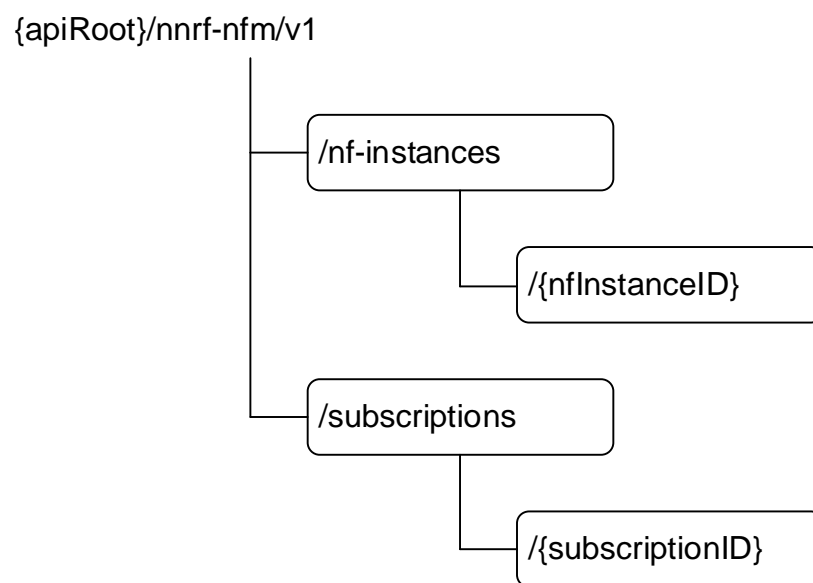 {apiRoot}/nnrf-nfm/v1
/nf-instances
/{nfInstanceID}
/subscriptions
/{subscriptionID}